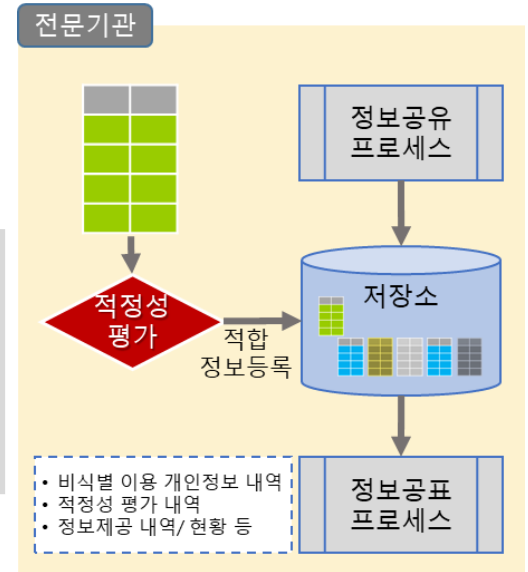 전문기관
정보공유
프로세스
적정성
평가
적합
정보등록
저장소
• 비식별 이용 개인정보 내역
• 적정성 평가 내역
• 정보제공 내역/ 현황 등
정보공표
프로세스